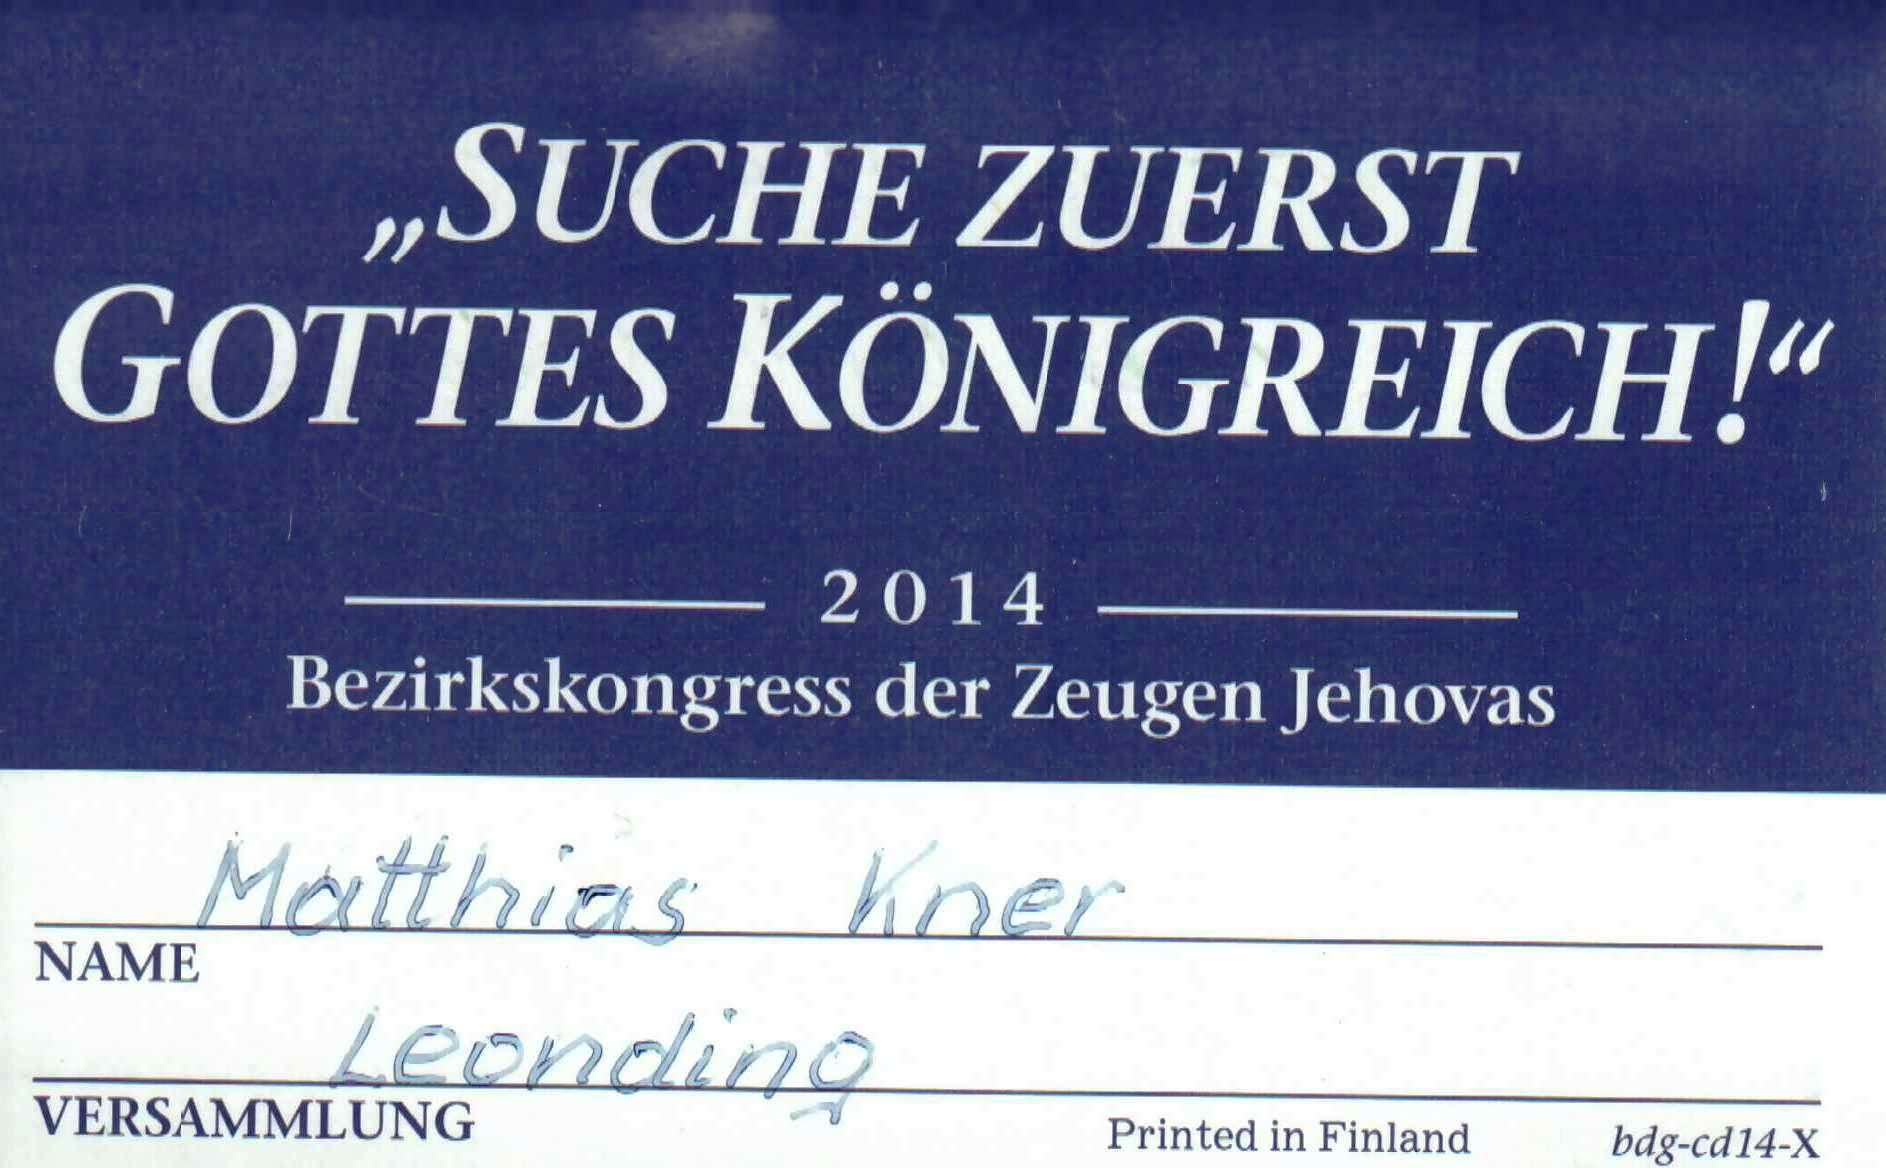 „SUCHE ZUERST
GOTTES KÖNIGREICH!“
2014
Bezirkskongress der Zeugen Jehovas
Matthias Kner
NAME
Leonding
VERSAMMLUNG
Printed in Finland
bdg-cd14-X